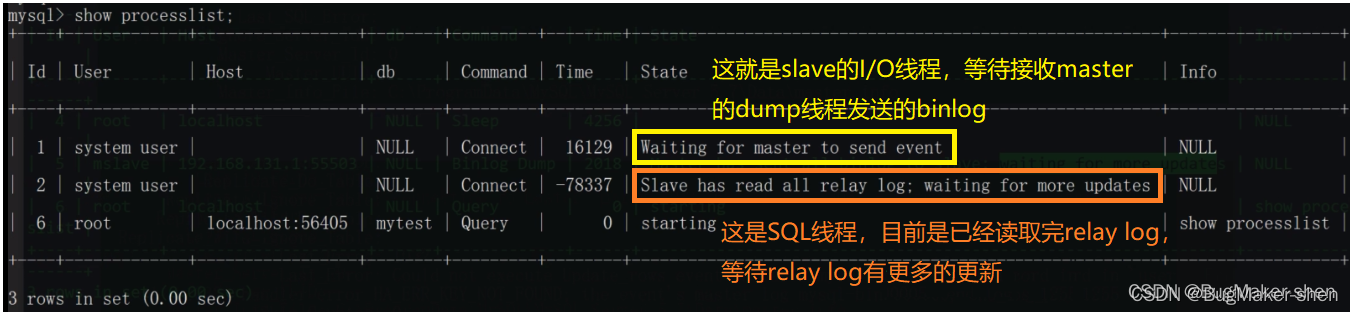 mysql> show processlist;
| Id | User | Host | db | Command | Time | State | Info |
这就是slave的I/O线程，等待接收master
的dump线程发送的binlog
| 1 | system user | | NULL | Connect | 16129 | Waiting for master to send event | NULL |
| 2 | system user | | NULL | Connect | -78337 | Slave has read all relay log; waiting for more updates | NULL |
| 6 | root | localhost:56405 | mytest | Query | 0 | starting | show processlist |
这是SQL线程，目前是已经读取完relay log，
等待relay log有更多的更新
3 rows in set (0.00 sec)
CSDN @BugMaker-shen